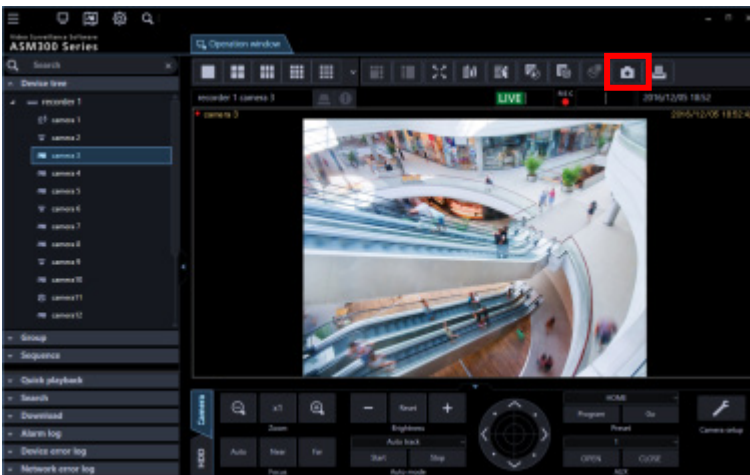 Video Surveillance Software
ASM300 Series
Operation window
Search
Device tree
recorder 1
camera 1
camera 2
camera 3
camera 4
camera 5
camera 6
camera 7
camera 8
camera 9
camera10
camera11
camera12
Group
Sequence
Quick playback
Search
Download
Alarm log
Device error log
Network error log
recorder 1 camera 3
LIVE
REC
2016/12/05 18:52
camera 3
2016/12/05 18:52:4
Camera
HDD
x1
Zoom
Auto
Near
Far
Focus
Reset
Brightness
Auto track
Start
Stop
Auto mode
HOME
Program
Go
Preset
1
OPEN
CLOSE
AUX
Camera setup